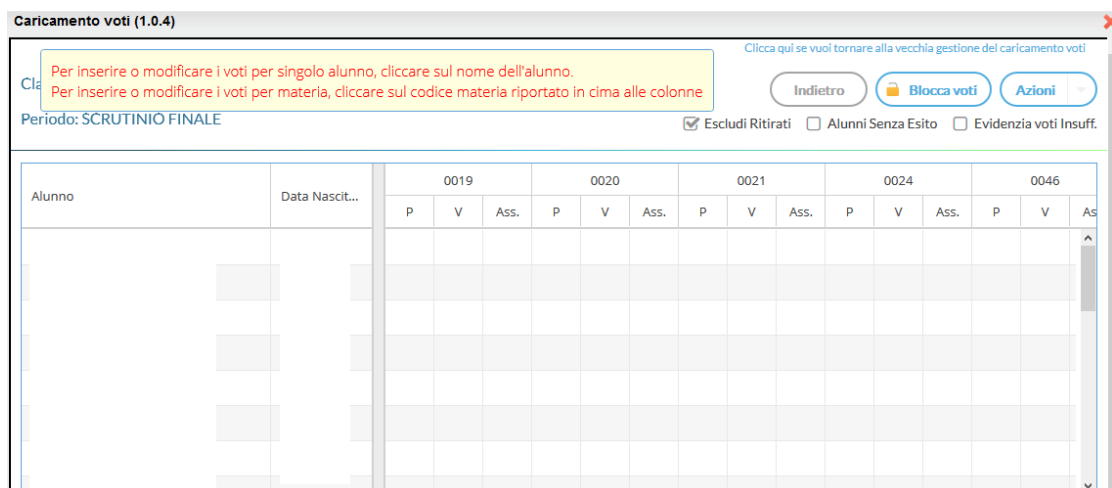 Caricamento voti (1.0.4)
Clicca qui se vuoi tornare alla vecchia gestione del caricamento voti
Per inserire o modificare i voti per singolo alunno, cliccare sul nome dell'alunno.
Per inserire o modificare i voti per materia, cliccare sul codice materia riportato in cima alle colonne
Indietro Blocca voti Azioni
Periodo: SCRUTINIO FINALE
Escludi Ritirati Alunni Senza Esito Evidenzia voti Insuff.
Alunno Data Nascit... 0019 0020 0021 0024 0046
P V Ass. P V Ass. P V Ass. P V Ass. P V As